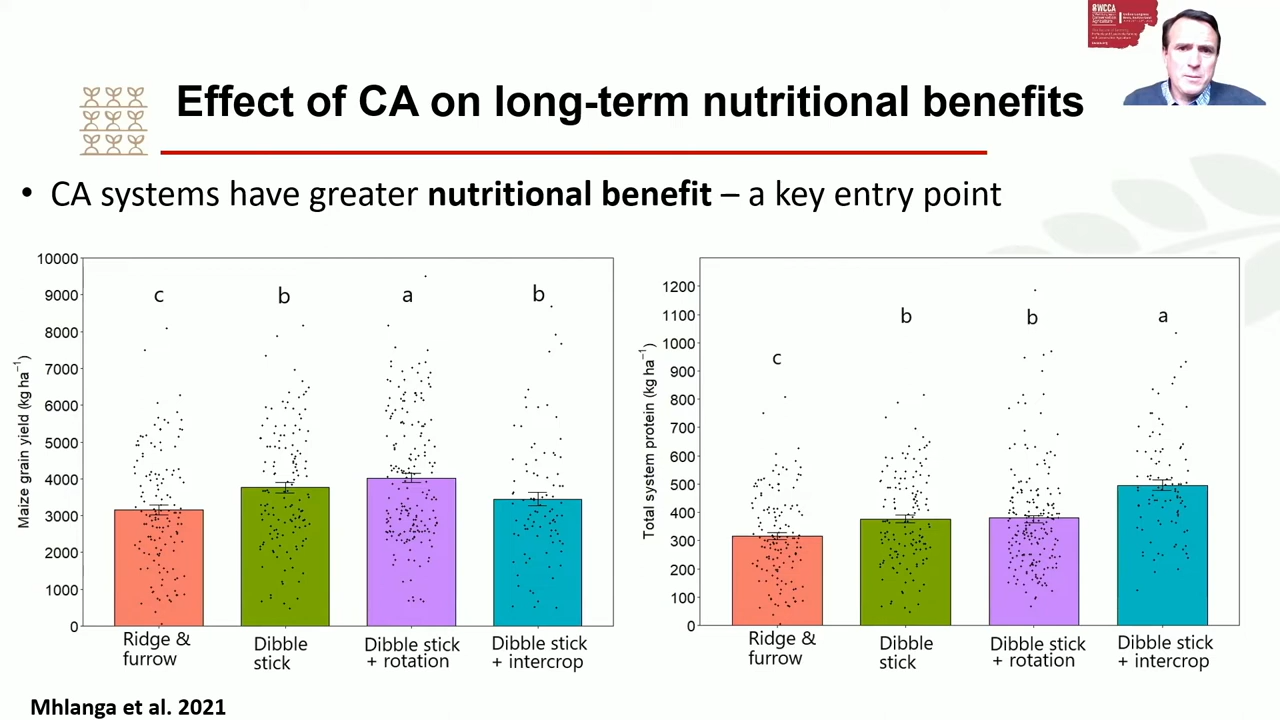 8WCCA
Effect of CA on long-term nutritional benefits
• CA systems have greater nutritional benefit – a key entry point
Maize grain yield (kg ha⁻¹)
10000
9000
8000
7000
6000
5000
4000
3000
2000
1000
0
c b a b
Ridge & furrow
Dibble stick
Dibble stick + rotation
Dibble stick + intercrop
Total system protein (kg ha⁻¹)
1200
1100
1000
900
800
700
600
500
400
300
200
100
0
c b b a
Ridge & furrow
Dibble stick
Dibble stick + rotation
Dibble stick + intercrop
Mhlanga et al. 2021